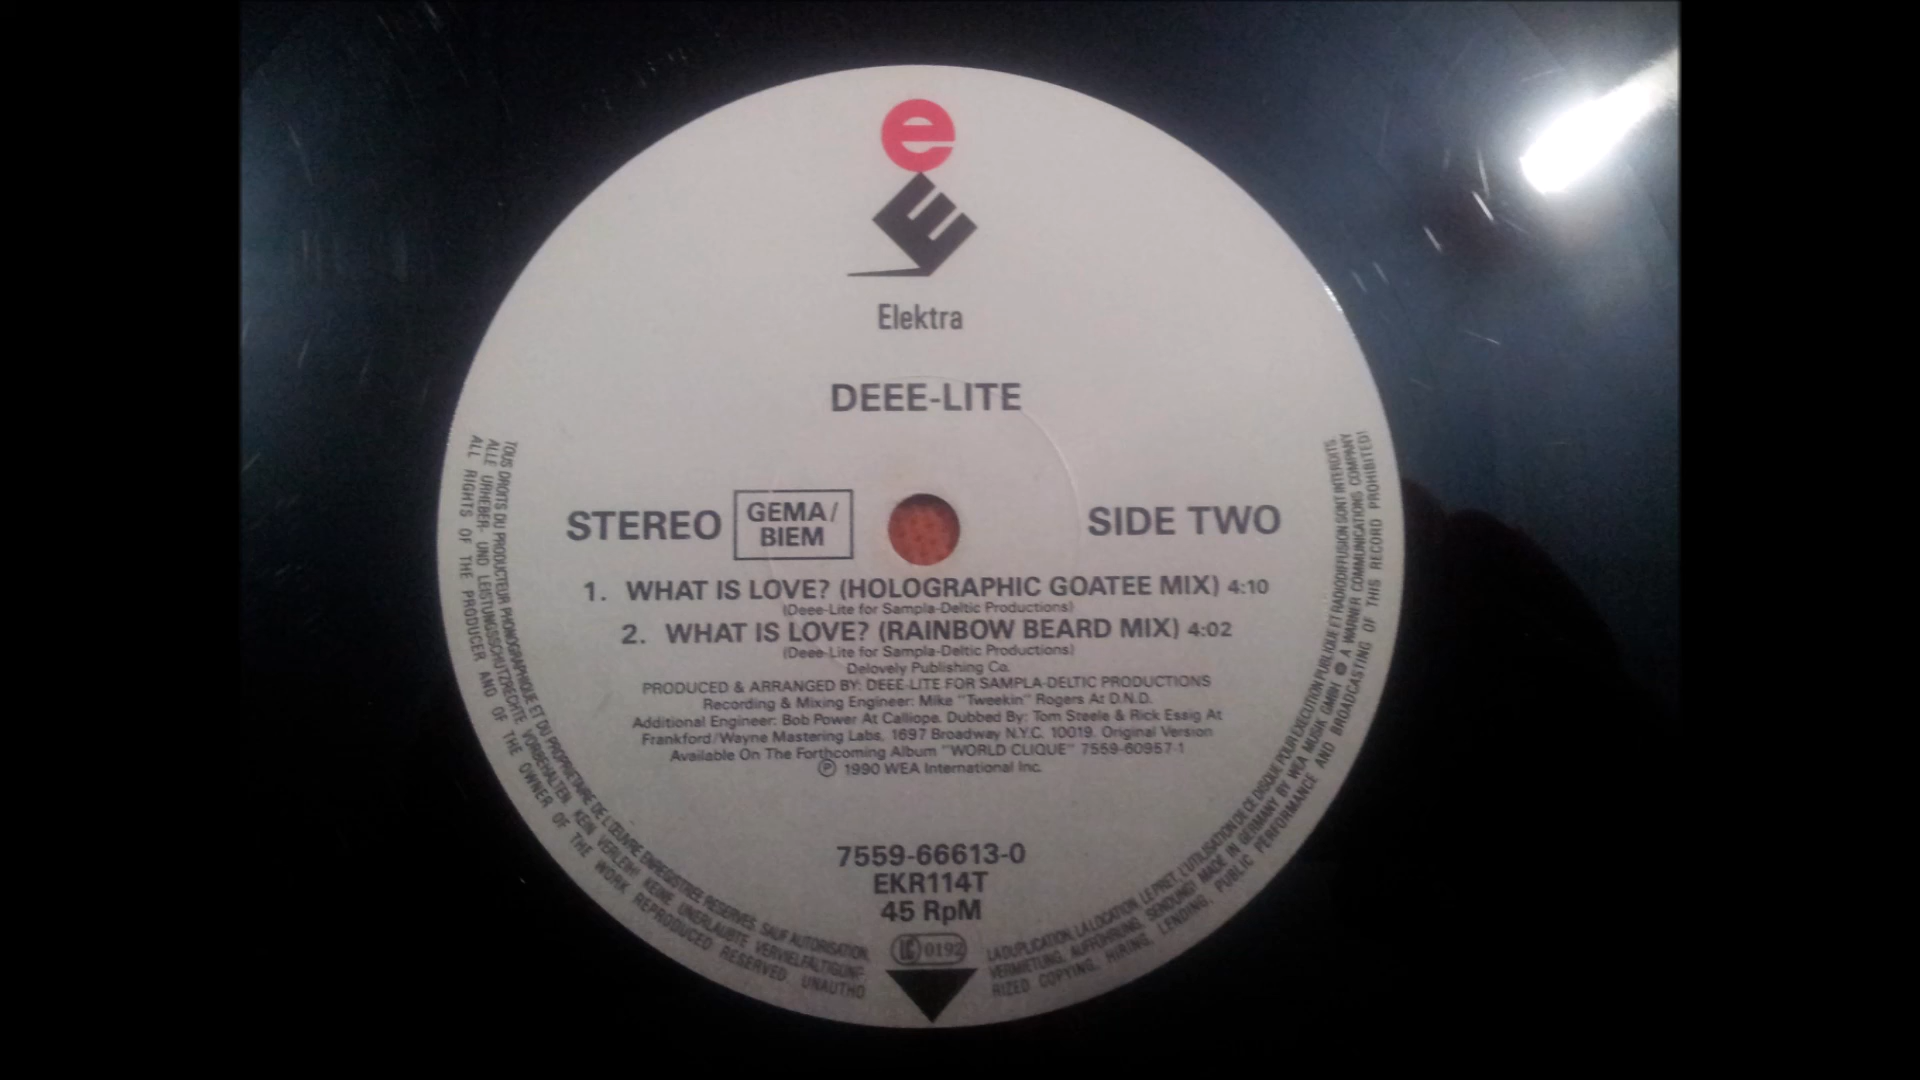 e
E
Elektra
DEEE-LITE
STEREO
GEMA/
BIEM
SIDE TWO
1. WHAT IS LOVE? (HOLOGRAPHIC GOATEE MIX) 4:10
(Deee-Lite for Sampla-Deltic Productions)
2. WHAT IS LOVE? (RAINBOW BEARD MIX) 4:02
(Deee-Lite for Sampla-Deltic Productions)
Delovely Publishing Co.
PRODUCED & ARRANGED BY: DEEE-LITE FOR SAMPLA-DELTIC PRODUCTIONS
Recording & Mixing Engineer: Mike "Tweekin" Rogers At D.N.D.
Additional Engineer: Bob Power At Calliope. Dubbed By: Tom Steele & Rick Essig At
Frankford/Wayne Mastering Labs, 1697 Broadway N.Y.C. 10019. Original Version
Available On The Forthcoming Album "WORLD CLIQUE" 7559-60957-1
℗ 1990 WEA International Inc.
7559-66613-0
EKR114T
45 RpM
LC 0192
TOUS DROITS DU PRODUCTEUR PHONOGRAPHIQUE ET DU PROPRIETAIRE DE L'ŒUVRE ENREGISTREE RESERVES. SAUF AUTORISATION, LA DUPLICATION, LA LOCATION, LE PRET, L'UTILISATION DE CE DISQUE POUR EXECUTION PUBLIQUE ET RADIODIFFUSION SONT INTERDITS.
ALLE URHEBER- UND LEISTUNGSSCHUTZRECHTE VORBEHALTEN. KEIN VERLEIH! KEINE UNERLAUBTE VERVIELFÄLTIGUNG, VERMIETUNG, AUFFÜHRUNG, SENDUNG! MADE IN GERMANY BY WEA MUSIK GMBH A WARNER COMMUNICATIONS COMPANY
ALL RIGHTS OF THE PRODUCER AND OF THE OWNER OF THE WORK REPRODUCED RESERVED. UNAUTHORIZED COPYING, HIRING, LENDING, PUBLIC PERFORMANCE AND BROADCASTING OF THIS RECORD PROHIBITED!